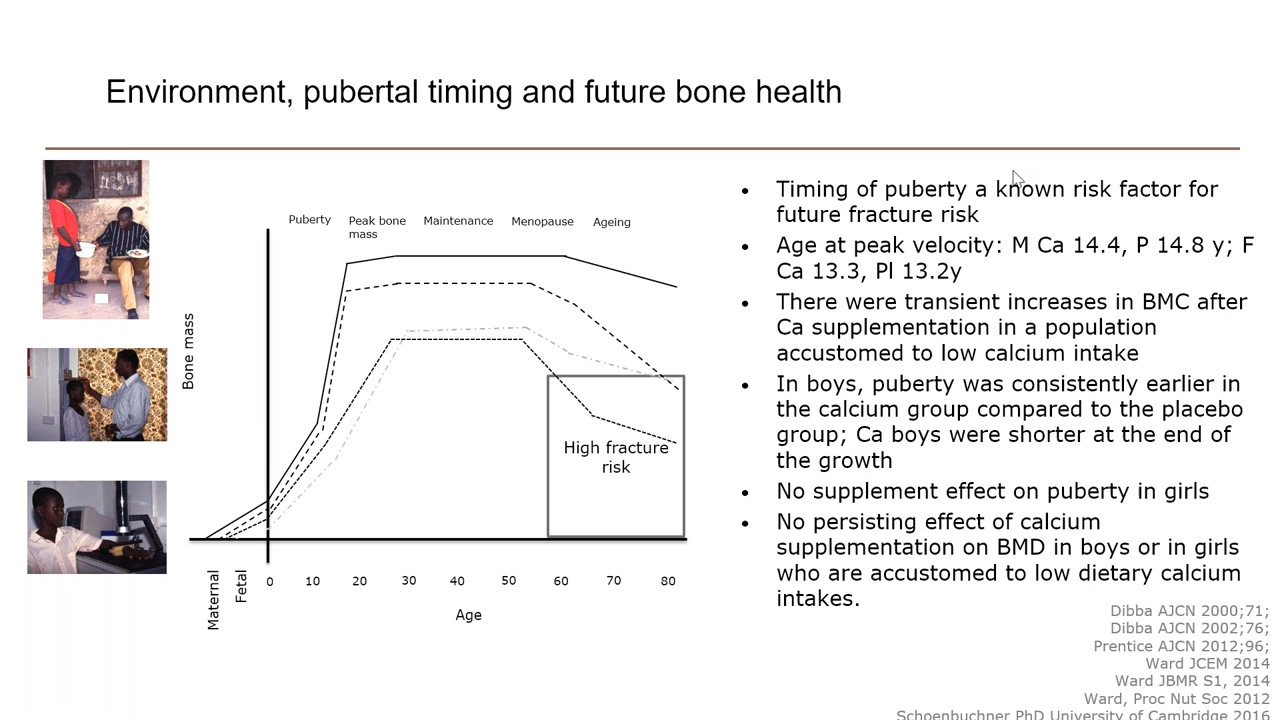 Environment, pubertal timing and future bone health
Puberty
Peak bone
mass
Maintenance
Menopause
Ageing
Bone mass
High fracture
risk
Maternal
Fetal
0
10
20
30
40
50
60
70
80
Age
• Timing of puberty a known risk factor for
future fracture risk
• Age at peak velocity: M Ca 14.4, P 14.8 y; F
Ca 13.3, Pl 13.2y
• There were transient increases in BMC after
Ca supplementation in a population
accustomed to low calcium intake
• In boys, puberty was consistently earlier in
the calcium group compared to the placebo
group; Ca boys were shorter at the end of
the growth
• No supplement effect on puberty in girls
• No persisting effect of calcium
supplementation on BMD in boys or in girls
who are accustomed to low dietary calcium
intakes.
Dibba AJCN 2000;71;
Dibba AJCN 2002;76;
Prentice AJCN 2012;96;
Ward JCEM 2014
Ward JBMR S1, 2014
Ward, Proc Nut Soc 2012
Schoenbuchner PhD University of Cambridge 2016